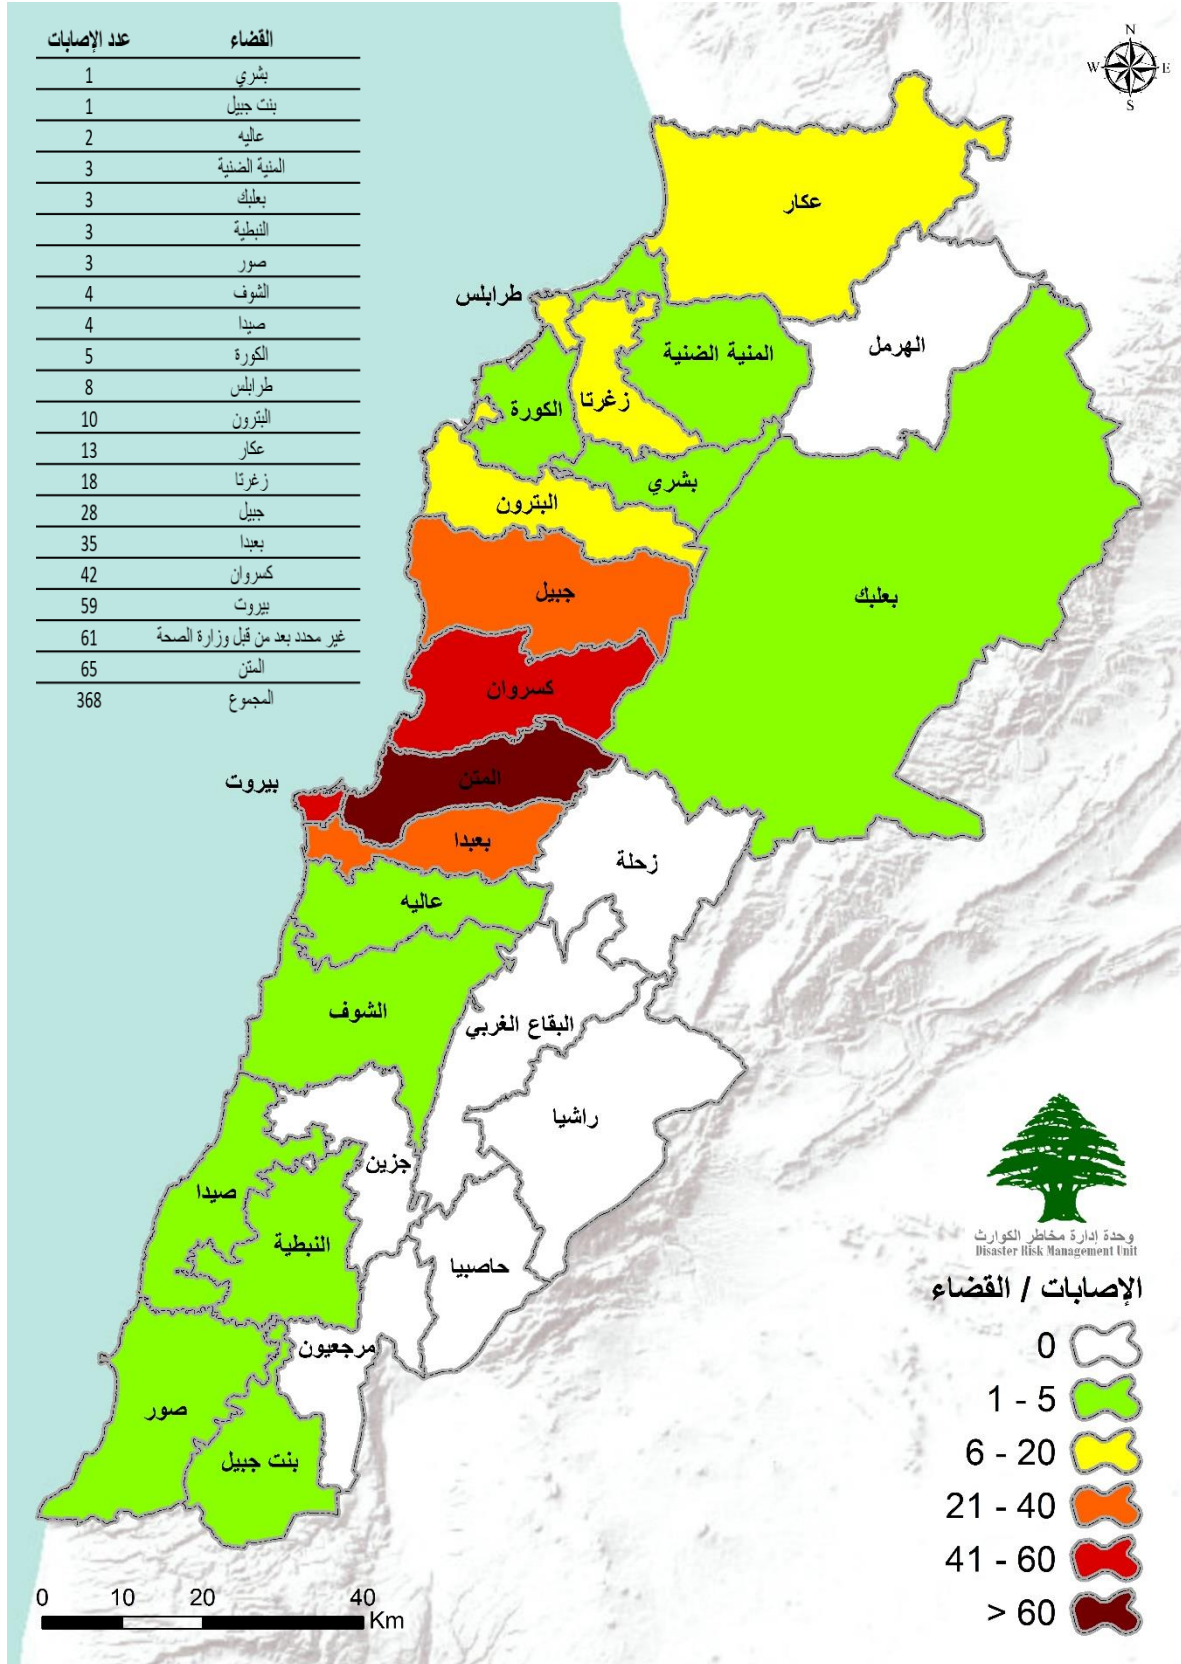 القضاء عدد الإصابات
بشري 1
بنت جبيل 1
عاليه 2
المنية الضنية 3
بعلبك 3
النبطية 3
صور 3
الشوف 4
صيدا 4
الكورة 5
طرابلس 8
البترون 10
عكار 13
زغرتا 18
جبيل 28
بعبدا 35
كسروان 42
بيروت 59
غير محدد بعد من قبل وزارة الصحة 61
المتن 65
المجموع 368
N
W E
S
عكار
طرابلس
الهرمل
المنية الضنية
زغرتا
الكورة
بشري
البترون
جبيل
بعلبك
كسروان
المتن
بيروت
بعبدا
زحلة
عاليه
الشوف
البقاع الغربي
راشيا
جزين
صيدا
النبطية
حاصبيا
مرجعيون
صور
بنت جبيل
وحدة إدارة مخاطر الكوارث
Disaster Risk Management Unit
الإصابات / القضاء
0
1 - 5
6 - 20
21 - 40
41 - 60
> 60
0 10 20 40
Km